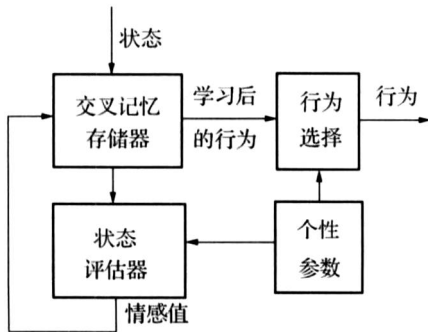 状态
交叉记忆
存储器
学习后
的行为
行为
选择
行为
状态
评估器
个性
参数
情感值